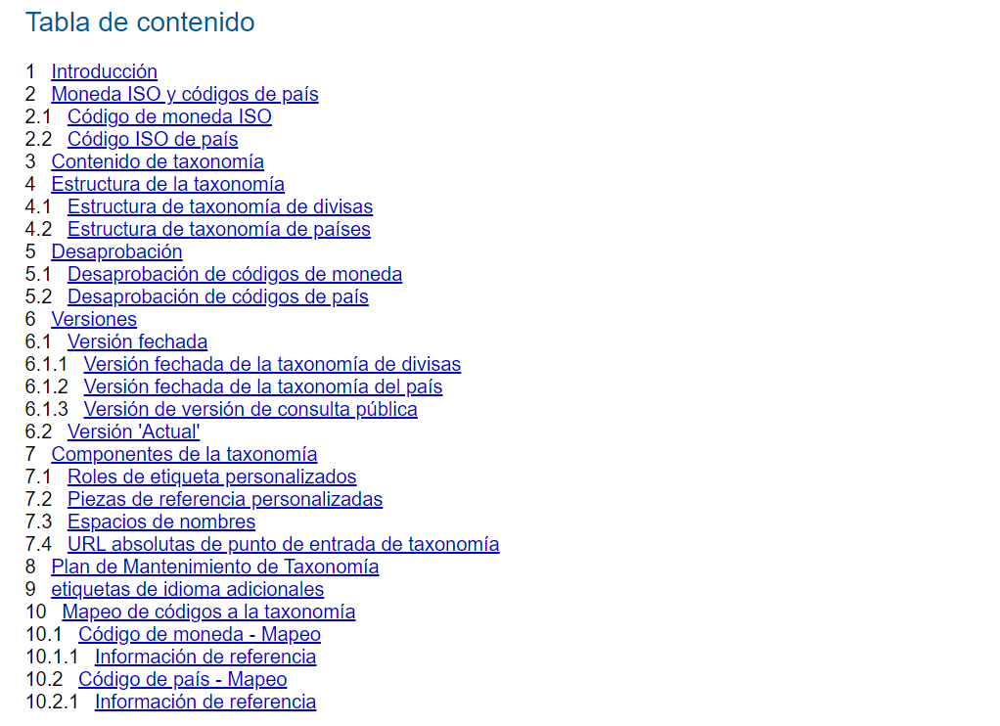 Tabla de contenido
1 Introducción
2 Moneda ISO y códigos de país
2.1 Código de moneda ISO
2.2 Código ISO de país
3 Contenido de taxonomía
4 Estructura de la taxonomía
4.1 Estructura de taxonomía de divisas
4.2 Estructura de taxonomía de países
5 Desaprobación
5.1 Desaprobación de códigos de moneda
5.2 Desaprobación de códigos de país
6 Versiones
6.1 Versión fechada
6.1.1 Versión fechada de la taxonomía de divisas
6.1.2 Versión fechada de la taxonomía del país
6.1.3 Versión de versión de consulta pública
6.2 Versión 'Actual'
7 Componentes de la taxonomía
7.1 Roles de etiqueta personalizados
7.2 Piezas de referencia personalizadas
7.3 Espacios de nombres
7.4 URL absolutas de punto de entrada de taxonomía
8 Plan de Mantenimiento de Taxonomía
9 etiquetas de idioma adicionales
10 Mapeo de códigos a la taxonomía
10.1 Código de moneda - Mapeo
10.1.1 Información de referencia
10.2 Código de país - Mapeo
10.2.1 Información de referencia